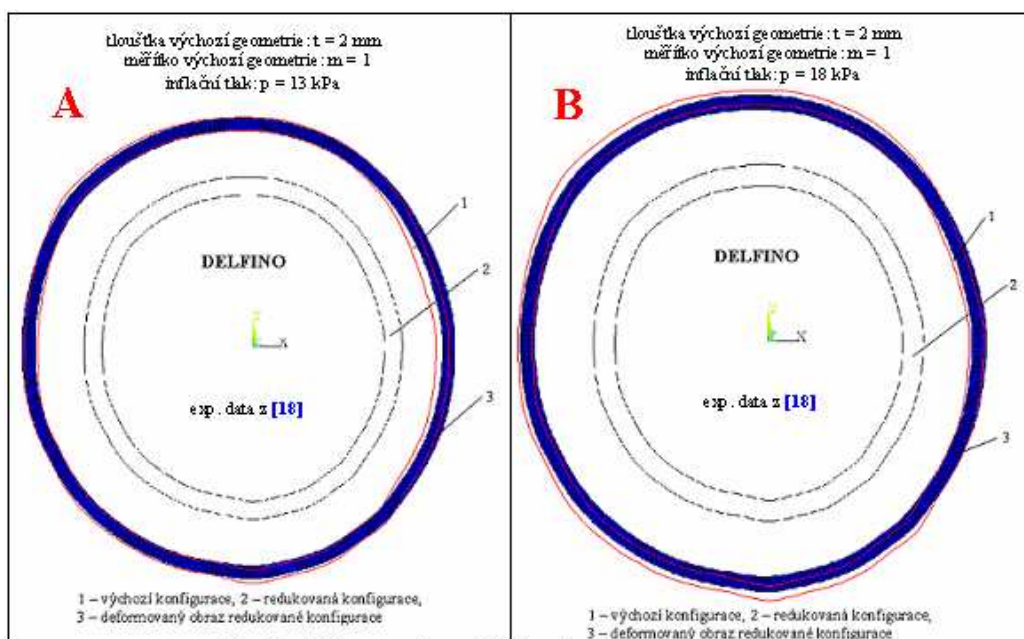 tloušťka výchozí geometrie: t = 2 mm
měřítko výchozí geometrie: m = 1
inflační tlak: p = 13 kPa
A
1
DELFINO
2
X
exp. data z [18]
3
1 – výchozí konfigurace, 2 – redukovaná konfigurace,
3 – deformovaný obraz redukované konfigurace
tloušťka výchozí geometrie: t = 2 mm
měřítko výchozí geometrie: m = 1
inflační tlak: p = 18 kPa
B
1
DELFINO
2
X
exp. data z [18]
3
1 – výchozí konfigurace, 2 – redukovaná konfigurace,
3 – deformovaný obraz redukované konfigurace